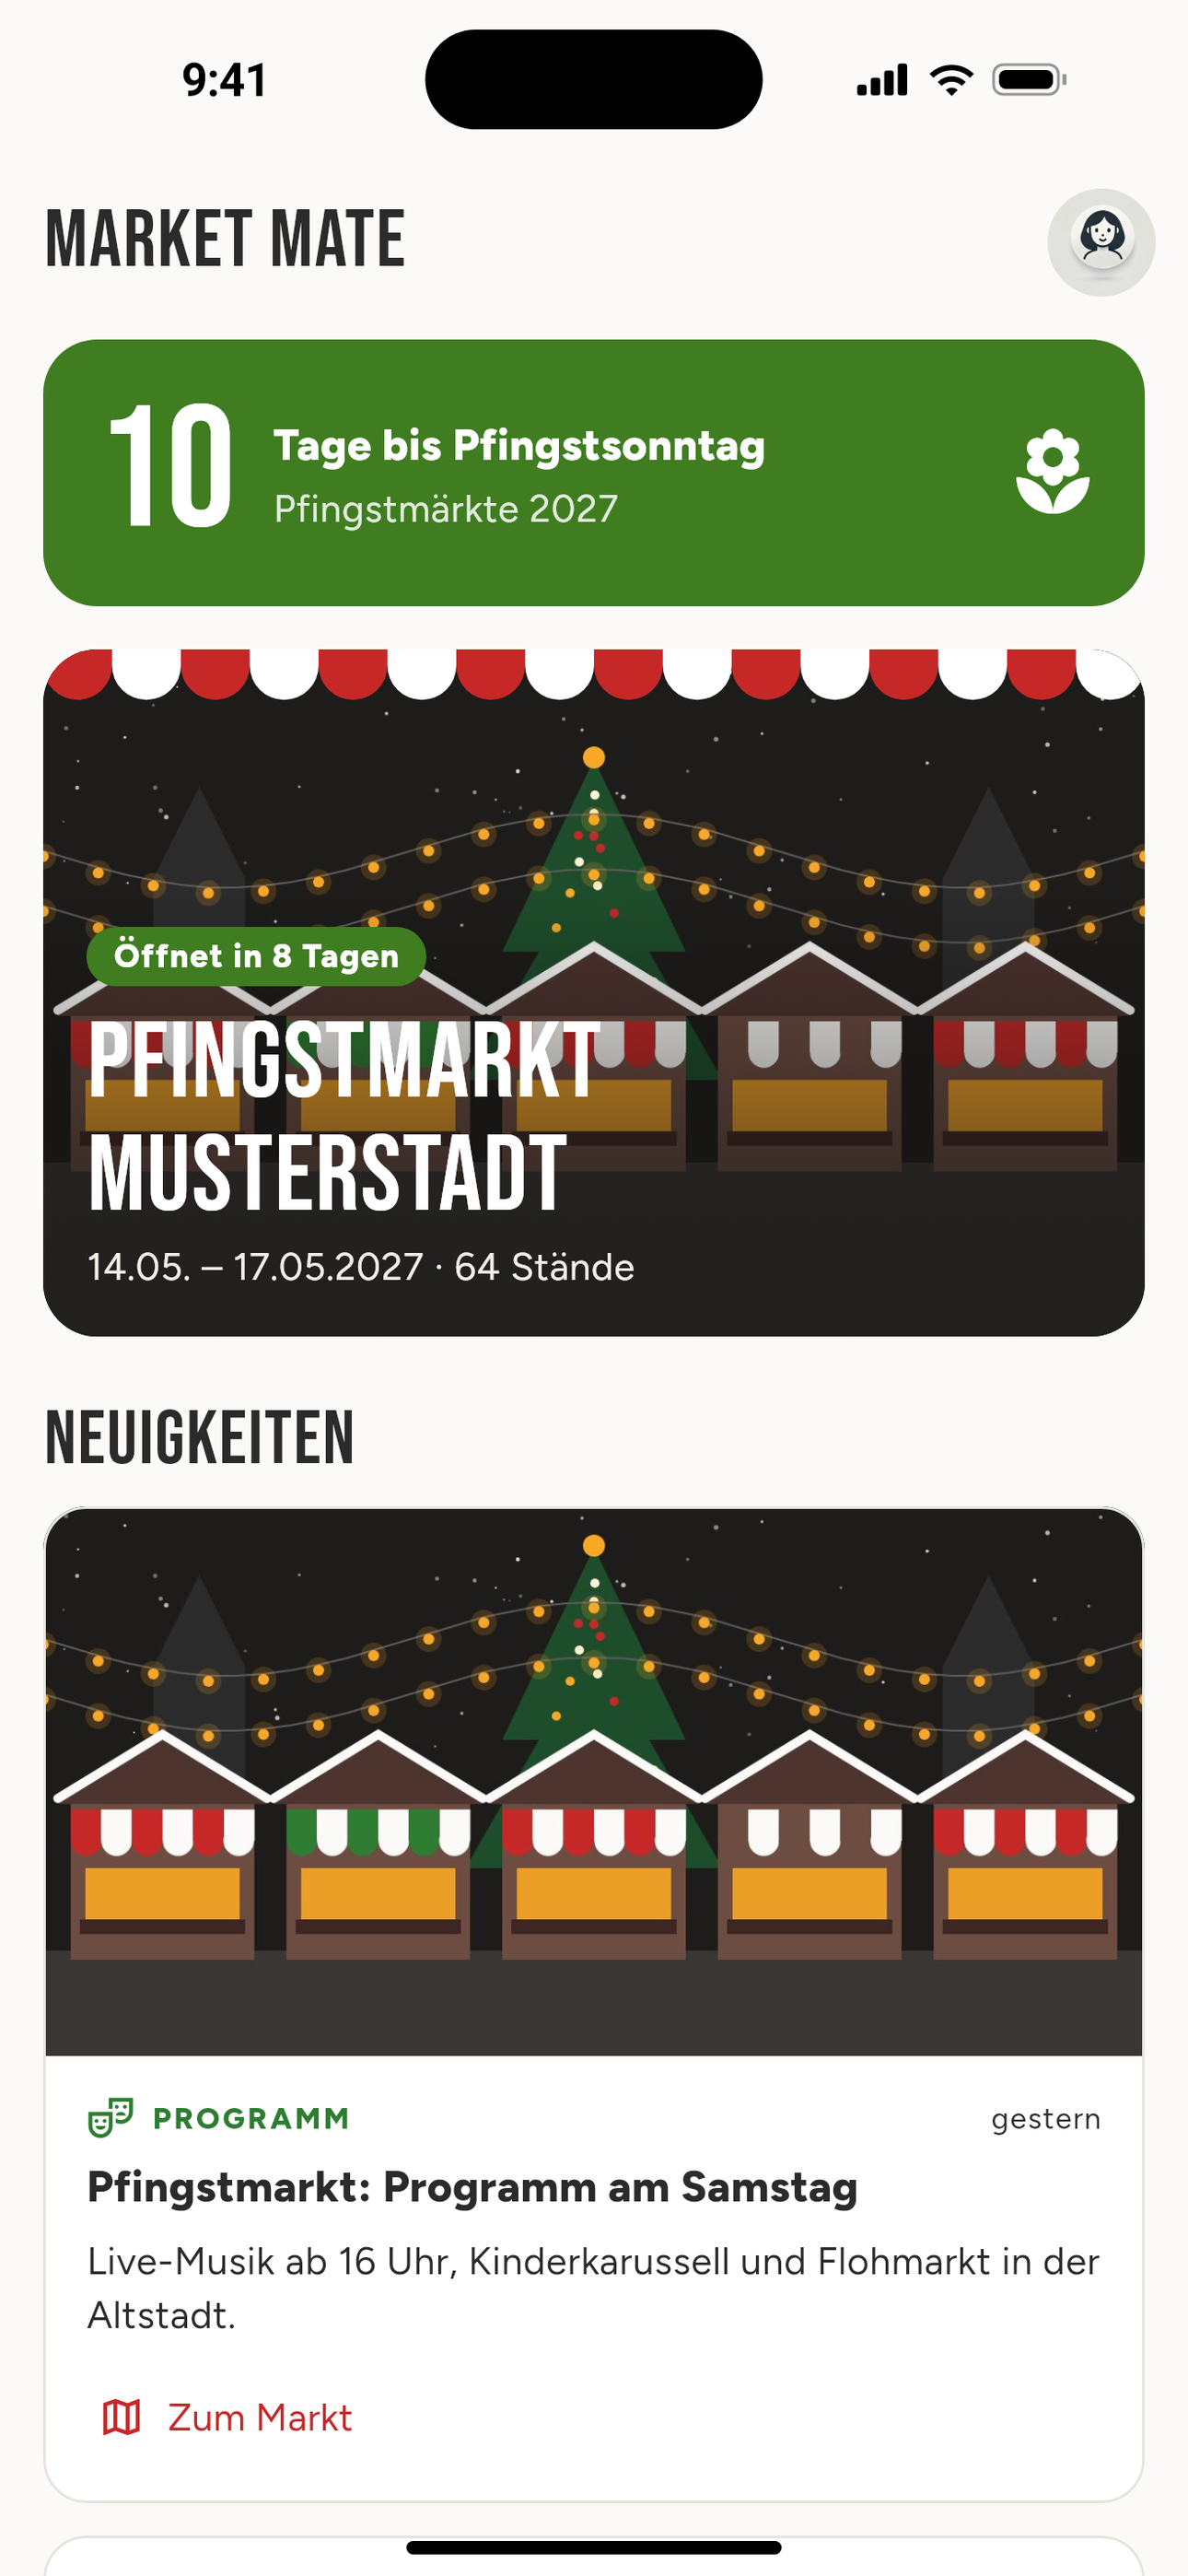 9:41
MARKET MATE
10
Tage bis Pfingstsonntag
Pfingstmärkte 2027
Öffnet in 8 Tagen
PFINGSTMARKT
MUSTERSTADT
14.05. – 17.05.2027 · 64 Stände
NEUIGKEITEN
PROGRAMM
gestern
Pfingstmarkt: Programm am Samstag
Live-Musik ab 16 Uhr, Kinderkarussell und Flohmarkt in der
Altstadt.
Zum Markt